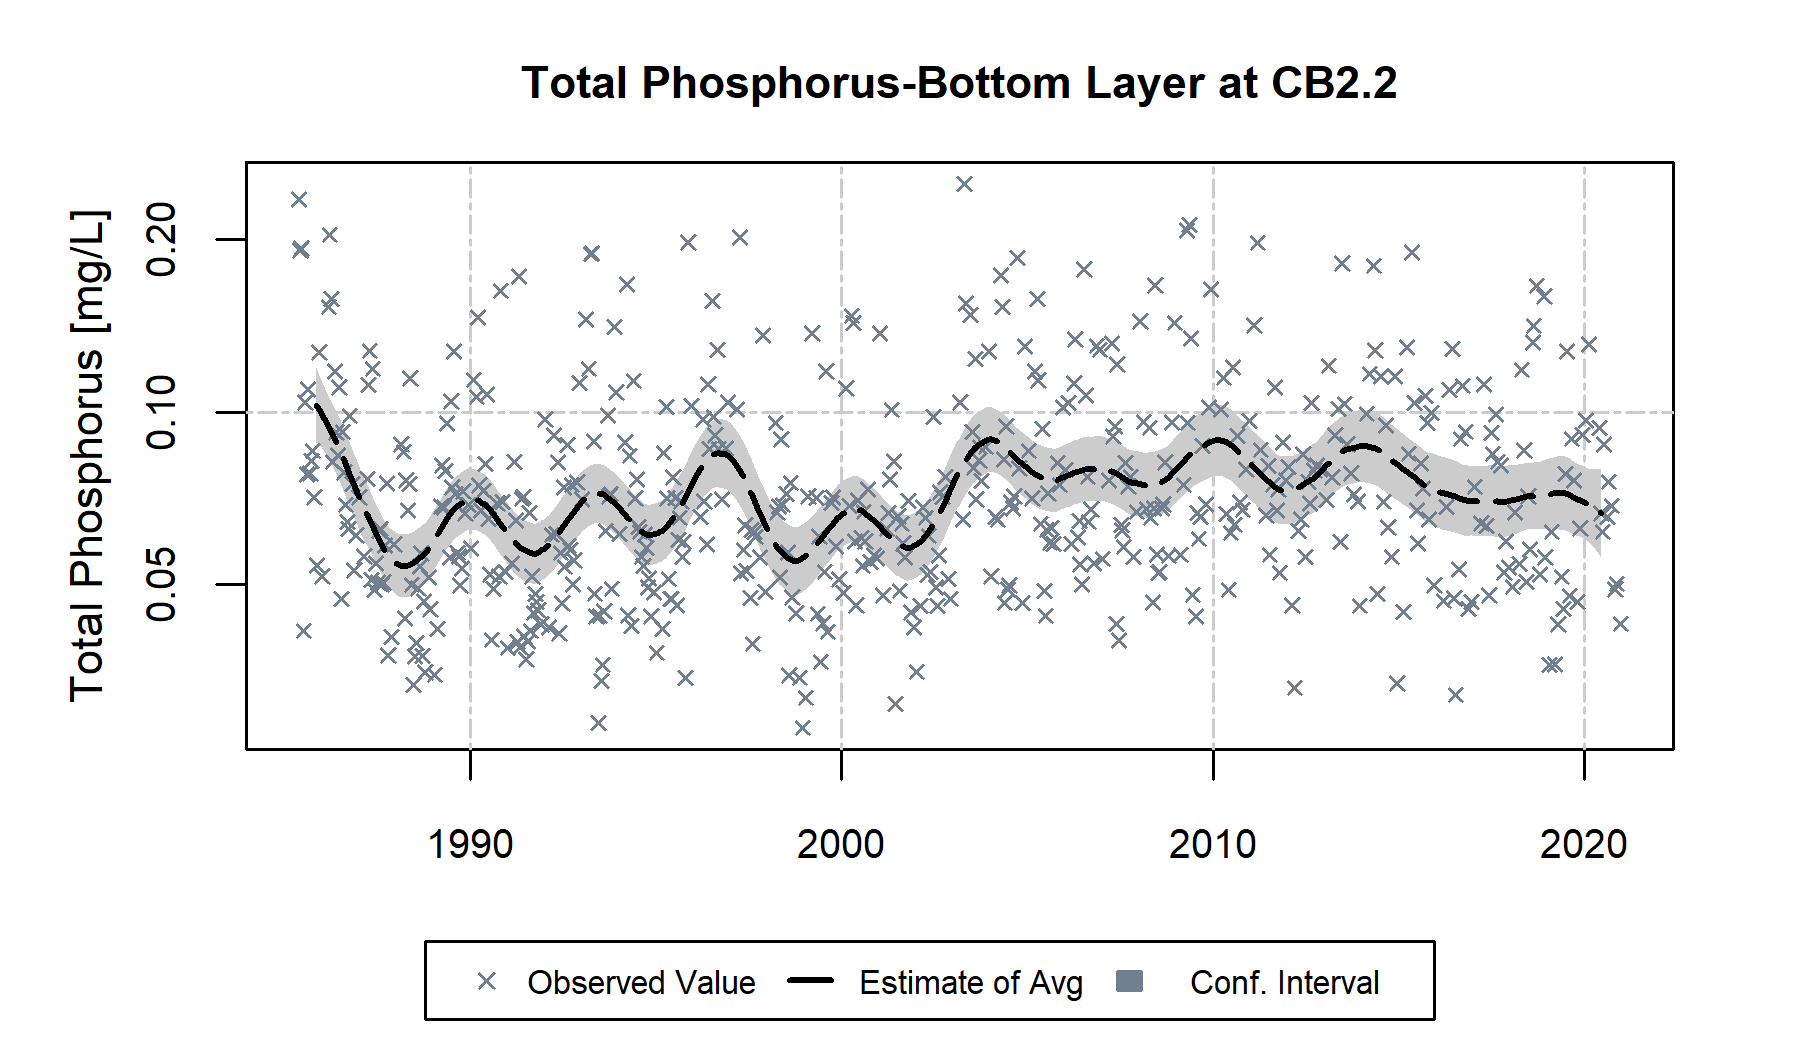 Total Phosphorus-Bottom Layer at CB2.2
Total Phosphorus [mg/L]
0.20
0.10
0.05
1990 2000 2010 2020
Observed Value Estimate of Avg Conf. Interval